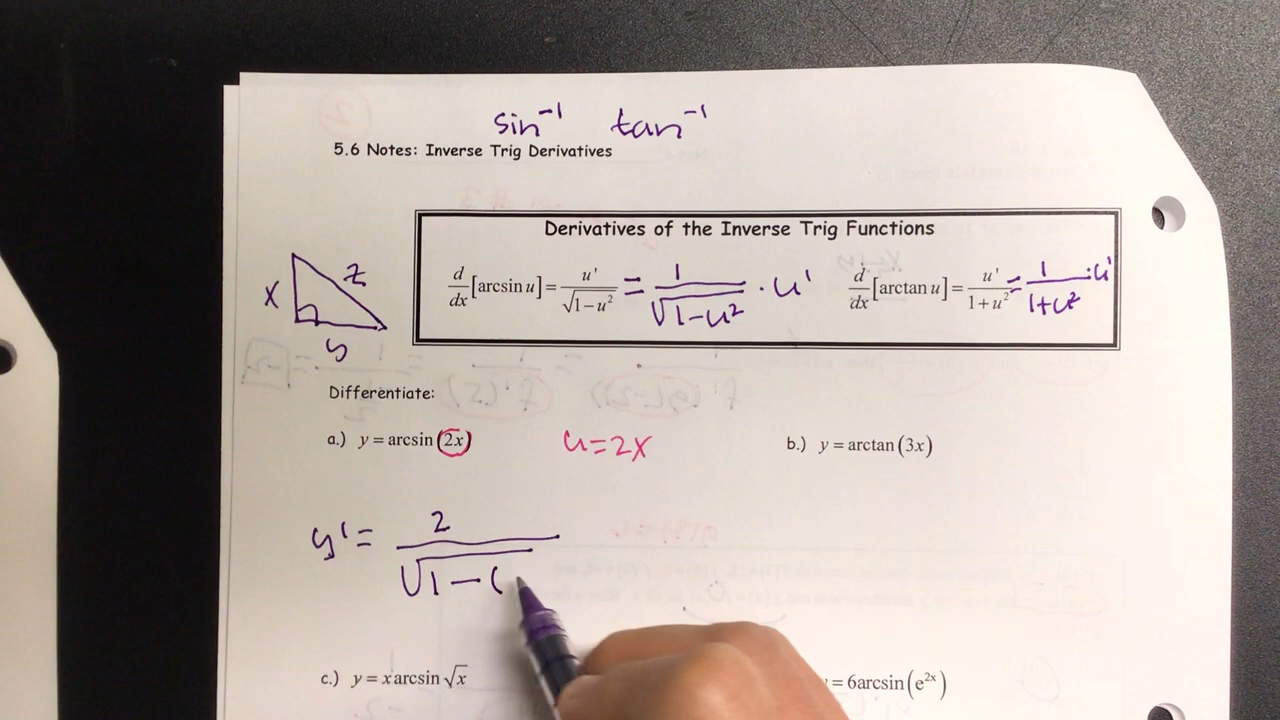 sin⁻¹ tan⁻¹
5.6 Notes: Inverse Trig Derivatives
Derivatives of the Inverse Trig Functions
x z y
d/dx [arcsin u] = u'/√(1−u²) = 1/√(1−u²) · u' d/dx [arctan u] = u'/(1+u²) = 1/(1+u²) · u'
Differentiate:
a.) y = arcsin (2x) u = 2x b.) y = arctan (3x)
y' = 2/√(1 − (
c.) y = x arcsin √x = 6arcsin (e²ˣ)